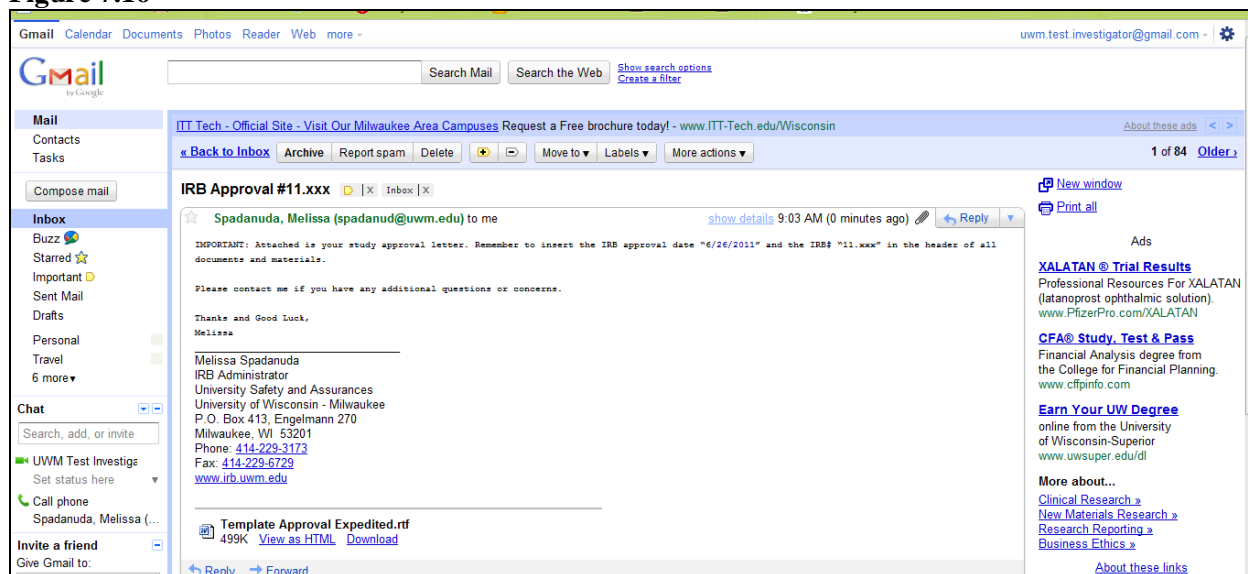 Gmail Calendar Documents Photos Reader Web more
uwm.test.investigator@gmail.com
Gmail
by Google
Search Mail
Search the Web
Show search options
Create a filter
Mail
Contacts
Tasks
Compose mail
Inbox
Buzz
Starred
Important
Sent Mail
Drafts
Personal
Travel
6 more▾
Chat
Search, add, or invite
UWM Test Investiga
Set status here
Call phone
Spadanuda, Melissa (...
Invite a friend
Give Gmail to:
ITT Tech - Official Site - Visit Our Milwaukee Area Campuses Request a Free brochure today! - www.ITT-Tech.edu/Wisconsin
About these ads < >
« Back to Inbox Archive Report spam Delete Move to ▾ Labels ▾ More actions ▾
1 of 84 Older ›
IRB Approval #11.xxx | X Inbox | X
Spadanuda, Melissa (spadanud@uwm.edu) to me
show details 9:03 AM (0 minutes ago) Reply
IMPORTANT: Attached is your study approval letter. Remember to insert the IRB approval date "6/26/2011" and the IRB# "11.xxx" in the header of all
documents and materials.
Please contact me if you have any additional questions or concerns.
Thanks and Good Luck,
Melissa
Melissa Spadanuda
IRB Administrator
University Safety and Assurances
University of Wisconsin - Milwaukee
P.O. Box 413, Engelmann 270
Milwaukee, WI 53201
Phone: 414-229-3173
Fax: 414-229-6729
www.irb.uwm.edu
Template Approval Expedited.rtf
499K View as HTML Download
Reply Forward
New window
Print all
Ads
XALATAN ® Trial Results
Professional Resources For XALATAN
(latanoprost ophthalmic solution).
www.PfizerPro.com/XALATAN
CFA® Study, Test & Pass
Financial Analysis degree from
the College for Financial Planning.
www.cffpinfo.com
Earn Your UW Degree
online from the University
of Wisconsin-Superior
www.uwsuper.edu/dl
More about...
Clinical Research »
New Materials Research »
Research Reporting »
Business Ethics »
About these links